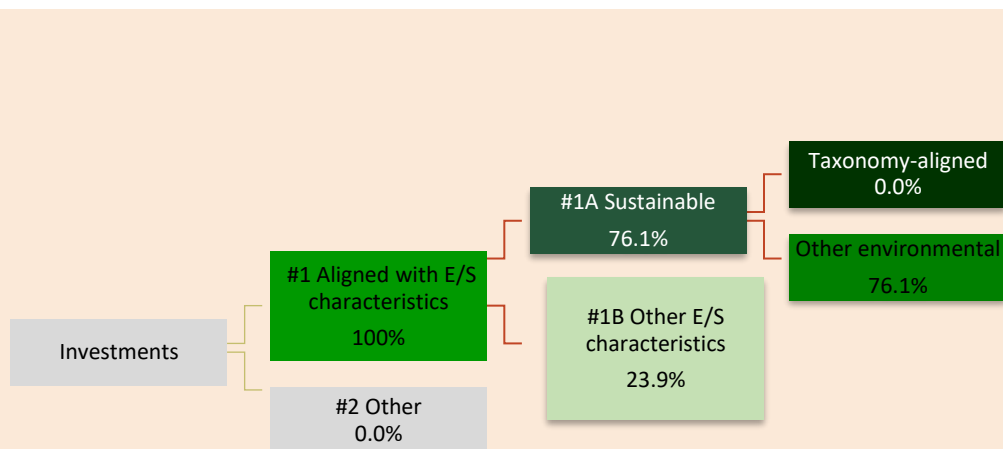 Investments
#1 Aligned with E/S
characteristics
100%
#2 Other
0.0%
#1A Sustainable
76.1%
#1B Other E/S
characteristics
23.9%
Taxonomy-aligned
0.0%
Other environmental
76.1%